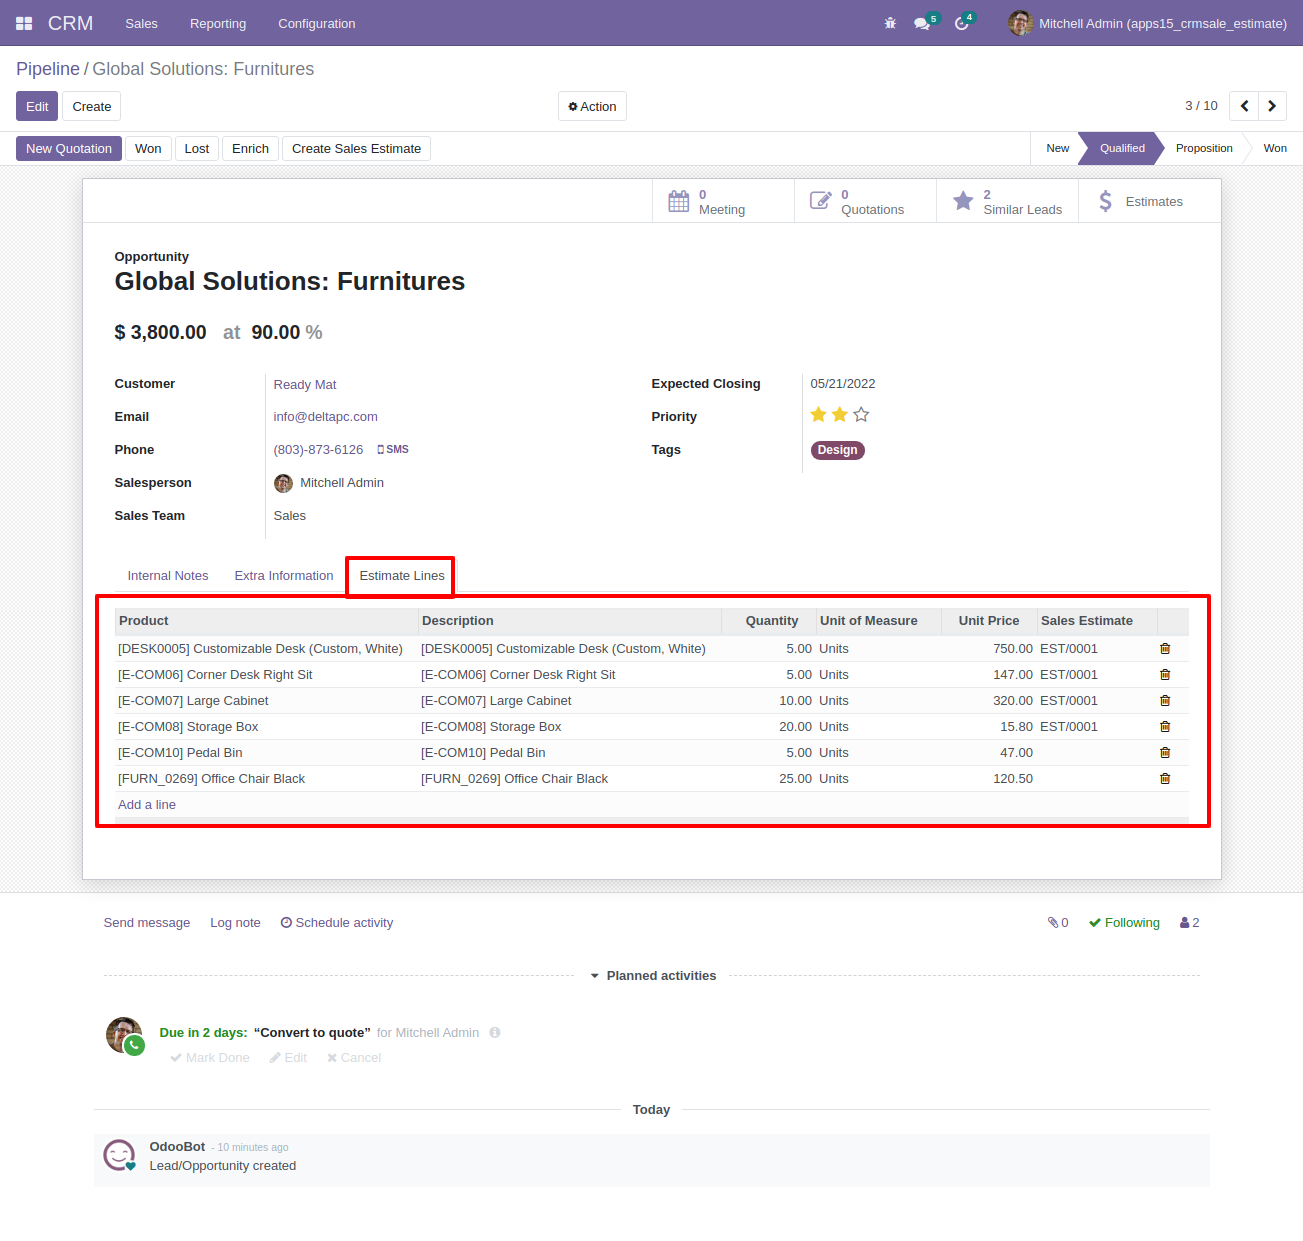 CRM Sales Reporting Configuration 5 4 Mitchell Admin (apps15_crmsale_estimate)
Pipeline / Global Solutions: Furnitures
Edit Create Action 3 / 10
New Quotation Won Lost Enrich Create Sales Estimate New Qualified Proposition Won
0 Meeting
0 Quotations
2 Similar Leads
Estimates
Opportunity
Global Solutions: Furnitures
$ 3,800.00 at 90.00 %
Customer Ready Mat Expected Closing 05/21/2022
Email info@deltapc.com Priority
Phone (803)-873-6126 SMS Tags Design
Salesperson Mitchell Admin
Sales Team Sales
Internal Notes Extra Information Estimate Lines
Product Description Quantity Unit of Measure Unit Price Sales Estimate
[DESK0005] Customizable Desk (Custom, White) [DESK0005] Customizable Desk (Custom, White) 5.00 Units 750.00 EST/0001
[E-COM06] Corner Desk Right Sit [E-COM06] Corner Desk Right Sit 5.00 Units 147.00 EST/0001
[E-COM07] Large Cabinet [E-COM07] Large Cabinet 10.00 Units 320.00 EST/0001
[E-COM08] Storage Box [E-COM08] Storage Box 20.00 Units 15.80 EST/0001
[E-COM10] Pedal Bin [E-COM10] Pedal Bin 5.00 Units 47.00
[FURN_0269] Office Chair Black [FURN_0269] Office Chair Black 25.00 Units 120.50
Add a line
Send message Log note Schedule activity 0 Following 2
Planned activities
Due in 2 days: “Convert to quote” for Mitchell Admin
Mark Done Edit Cancel
Today
OdooBot - 10 minutes ago
Lead/Opportunity created